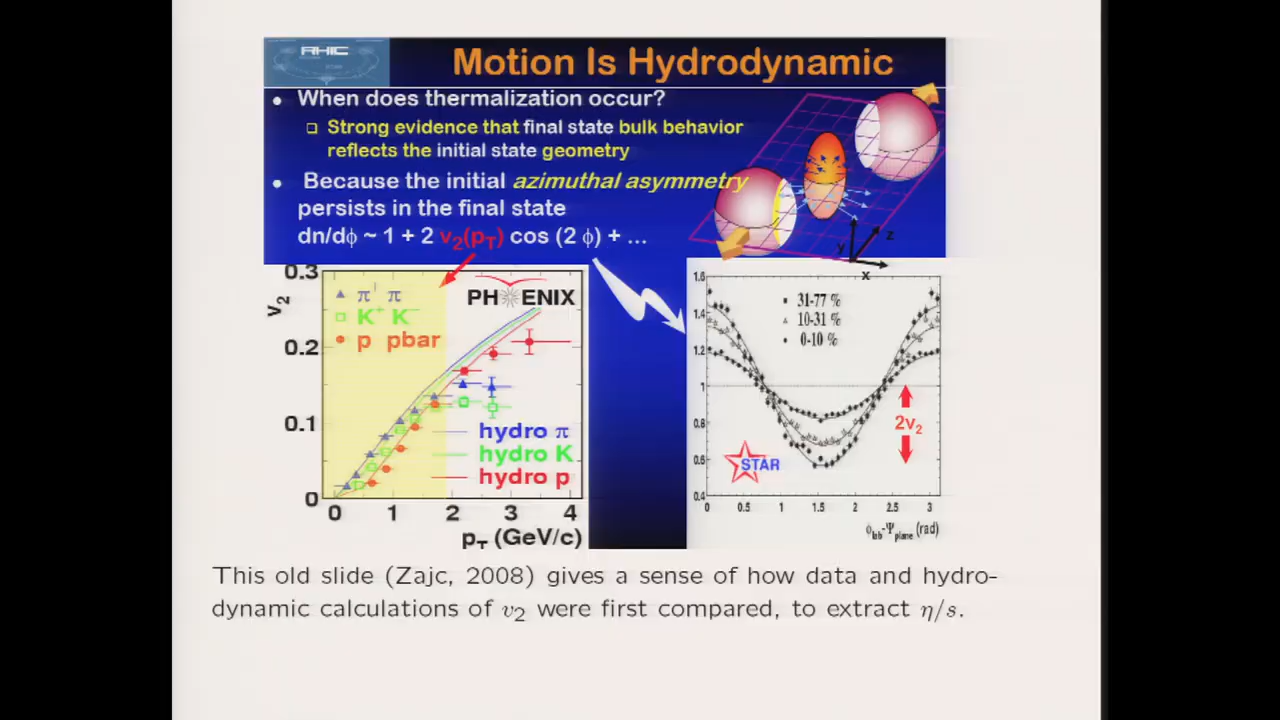 RHIC
Motion Is Hydrodynamic
• When does thermalization occur?
❑ Strong evidence that final state bulk behavior
reflects the initial state geometry
• Because the initial azimuthal asymmetry
persists in the final state
dn/dϕ ~ 1 + 2 v₂(p_T) cos (2 ϕ) + ...
y
z
x
0.3
0.2
0.1
0
v₂
π⁺ π
K⁺ K⁻
p pbar
PHENIX
hydro π
hydro K
hydro p
0 1 2 3 4
p_T (GeV/c)
1.6
1.4
1.2
1
0.8
0.6
0.4
31-77 %
10-31 %
0-10 %
2v₂
STAR
0 0.5 1 1.5 2 2.5 3
ϕ_lab-Ψ_plane (rad)
This old slide (Zajc, 2008) gives a sense of how data and hydro-
dynamic calculations of v₂ were first compared, to extract η/s.